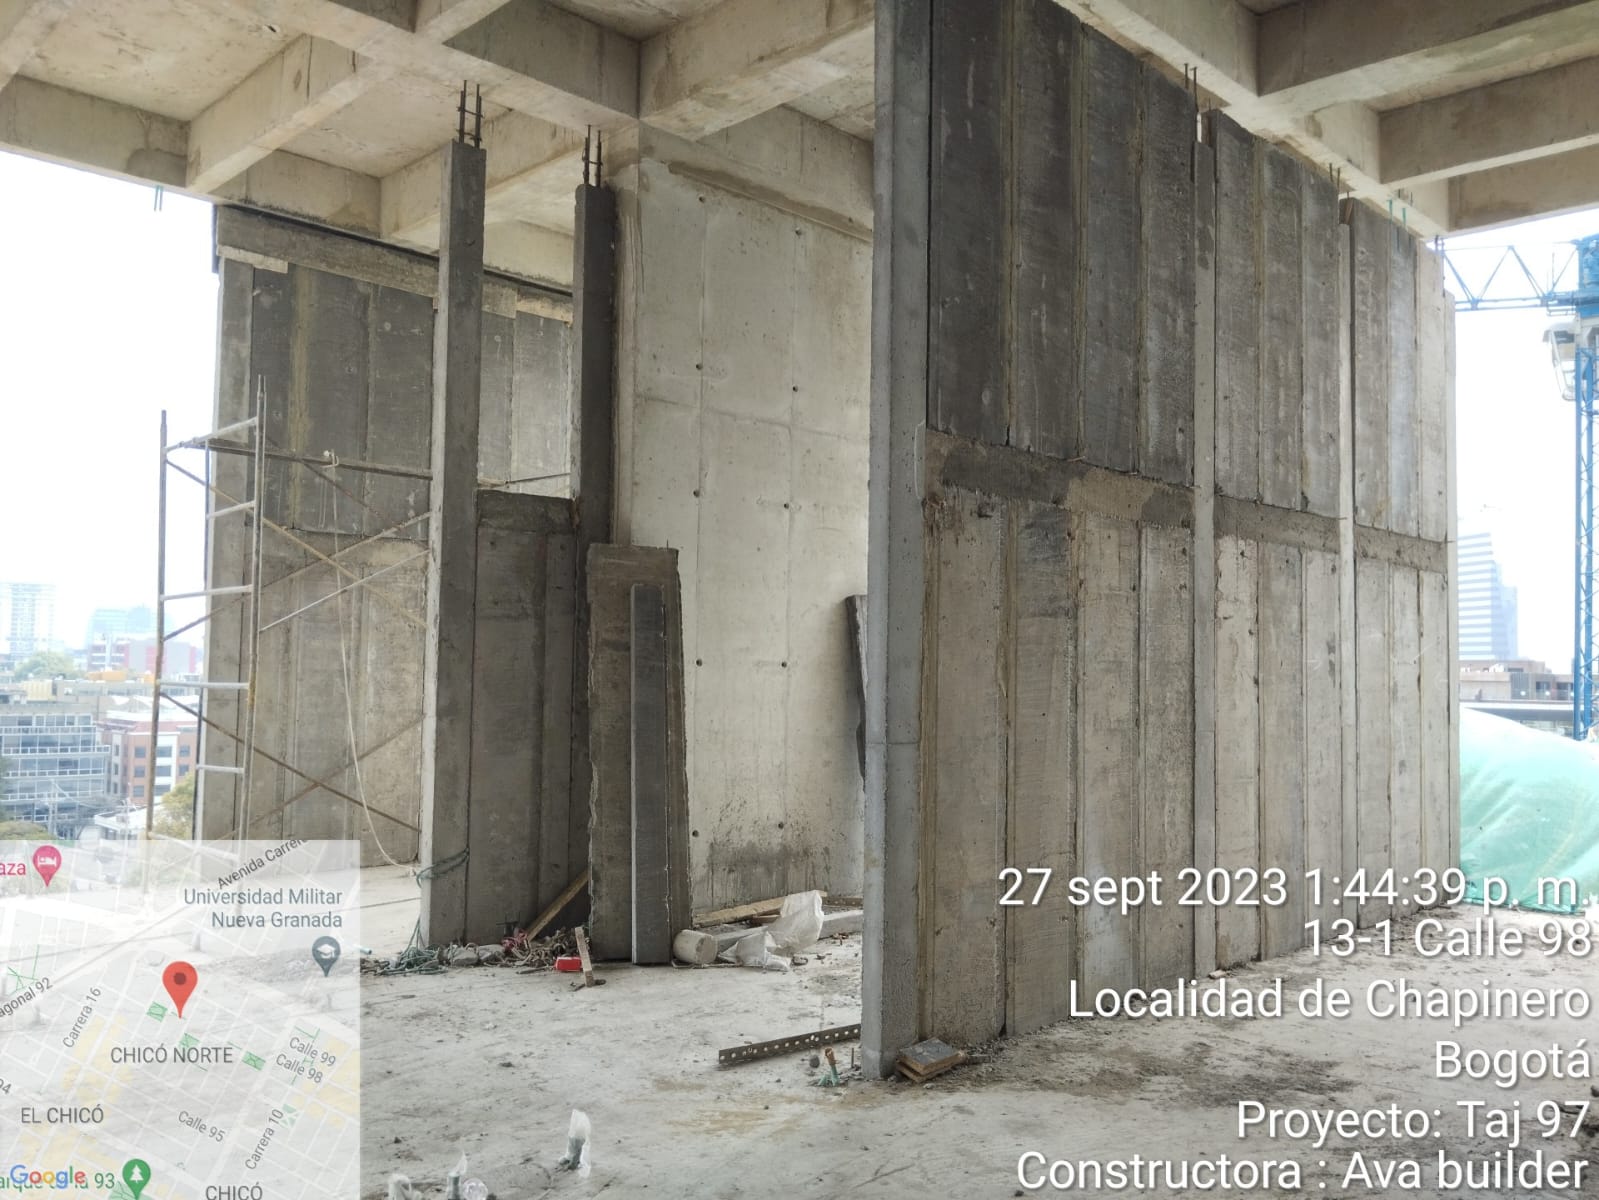 27 sept 2023 1:44:39 p. m.
13-1 Calle 98
Localidad de Chapinero
Bogotá
Proyecto: Taj 97
Constructora : Ava builder
aza
Avenida Carre
Universidad Militar
Nueva Granada
agonal 92
Carrera 16
CHICÓ NORTE
Calle 99
Calle 98
EL CHICÓ
Calle 95
Carrera 10
Google
93
CHICÓ